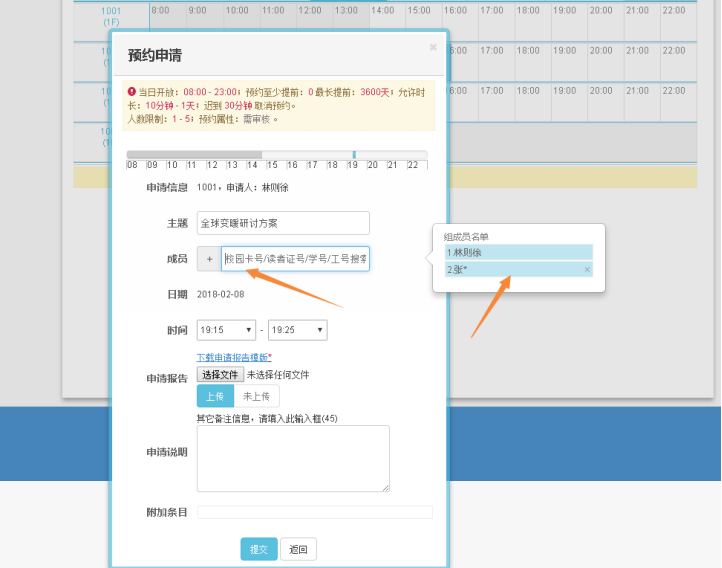 1001 8:00 9:00 10:00 11:00 12:00 13:00 14:00 15:00 16:00 17:00 18:00 19:00 20:00 21:00 22:00
(1F)
预约申请 ×
当日开放：08:00 - 23:00；预约至少提前：0 最长提前：3600天；允许时
长：10分钟 - 1天；迟到 30分钟 取消预约。
人数限制：1 - 5；预约属性：需审核 。
08 09 10 11 12 13 14 15 16 17 18 19 20 21 22
申请信息 1001，申请人：林则徐
主题 全球变暖研讨方案
成员 + 校园卡号/读者证号/学号/工号搜索
组成员名单
1.林则徐
2.张* ×
日期 2018-02-08
时间 19:15 - 19:25
下载申请报告模版*
申请报告 选择文件 未选择任何文件
上传 未上传
其它备注信息，请填入此输入框(45)
申请说明
附加条目
提交 返回
16:00 17:00 18:00 19:00 20:00 21:00 22:00
16:00 17:00 18:00 19:00 20:00 21:00 22:00